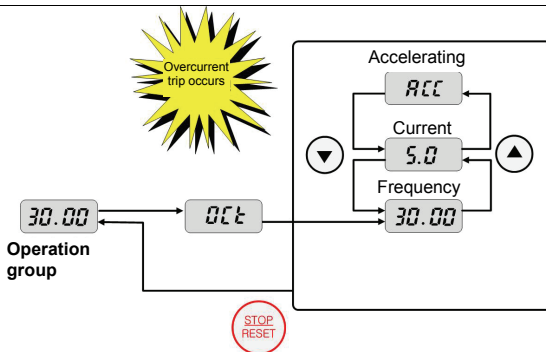 Overcurrent
trip occurs
Accelerating
ACC
Current
5.0
Frequency
30.00
30.00
OCt
Operation
group
STOP
RESET